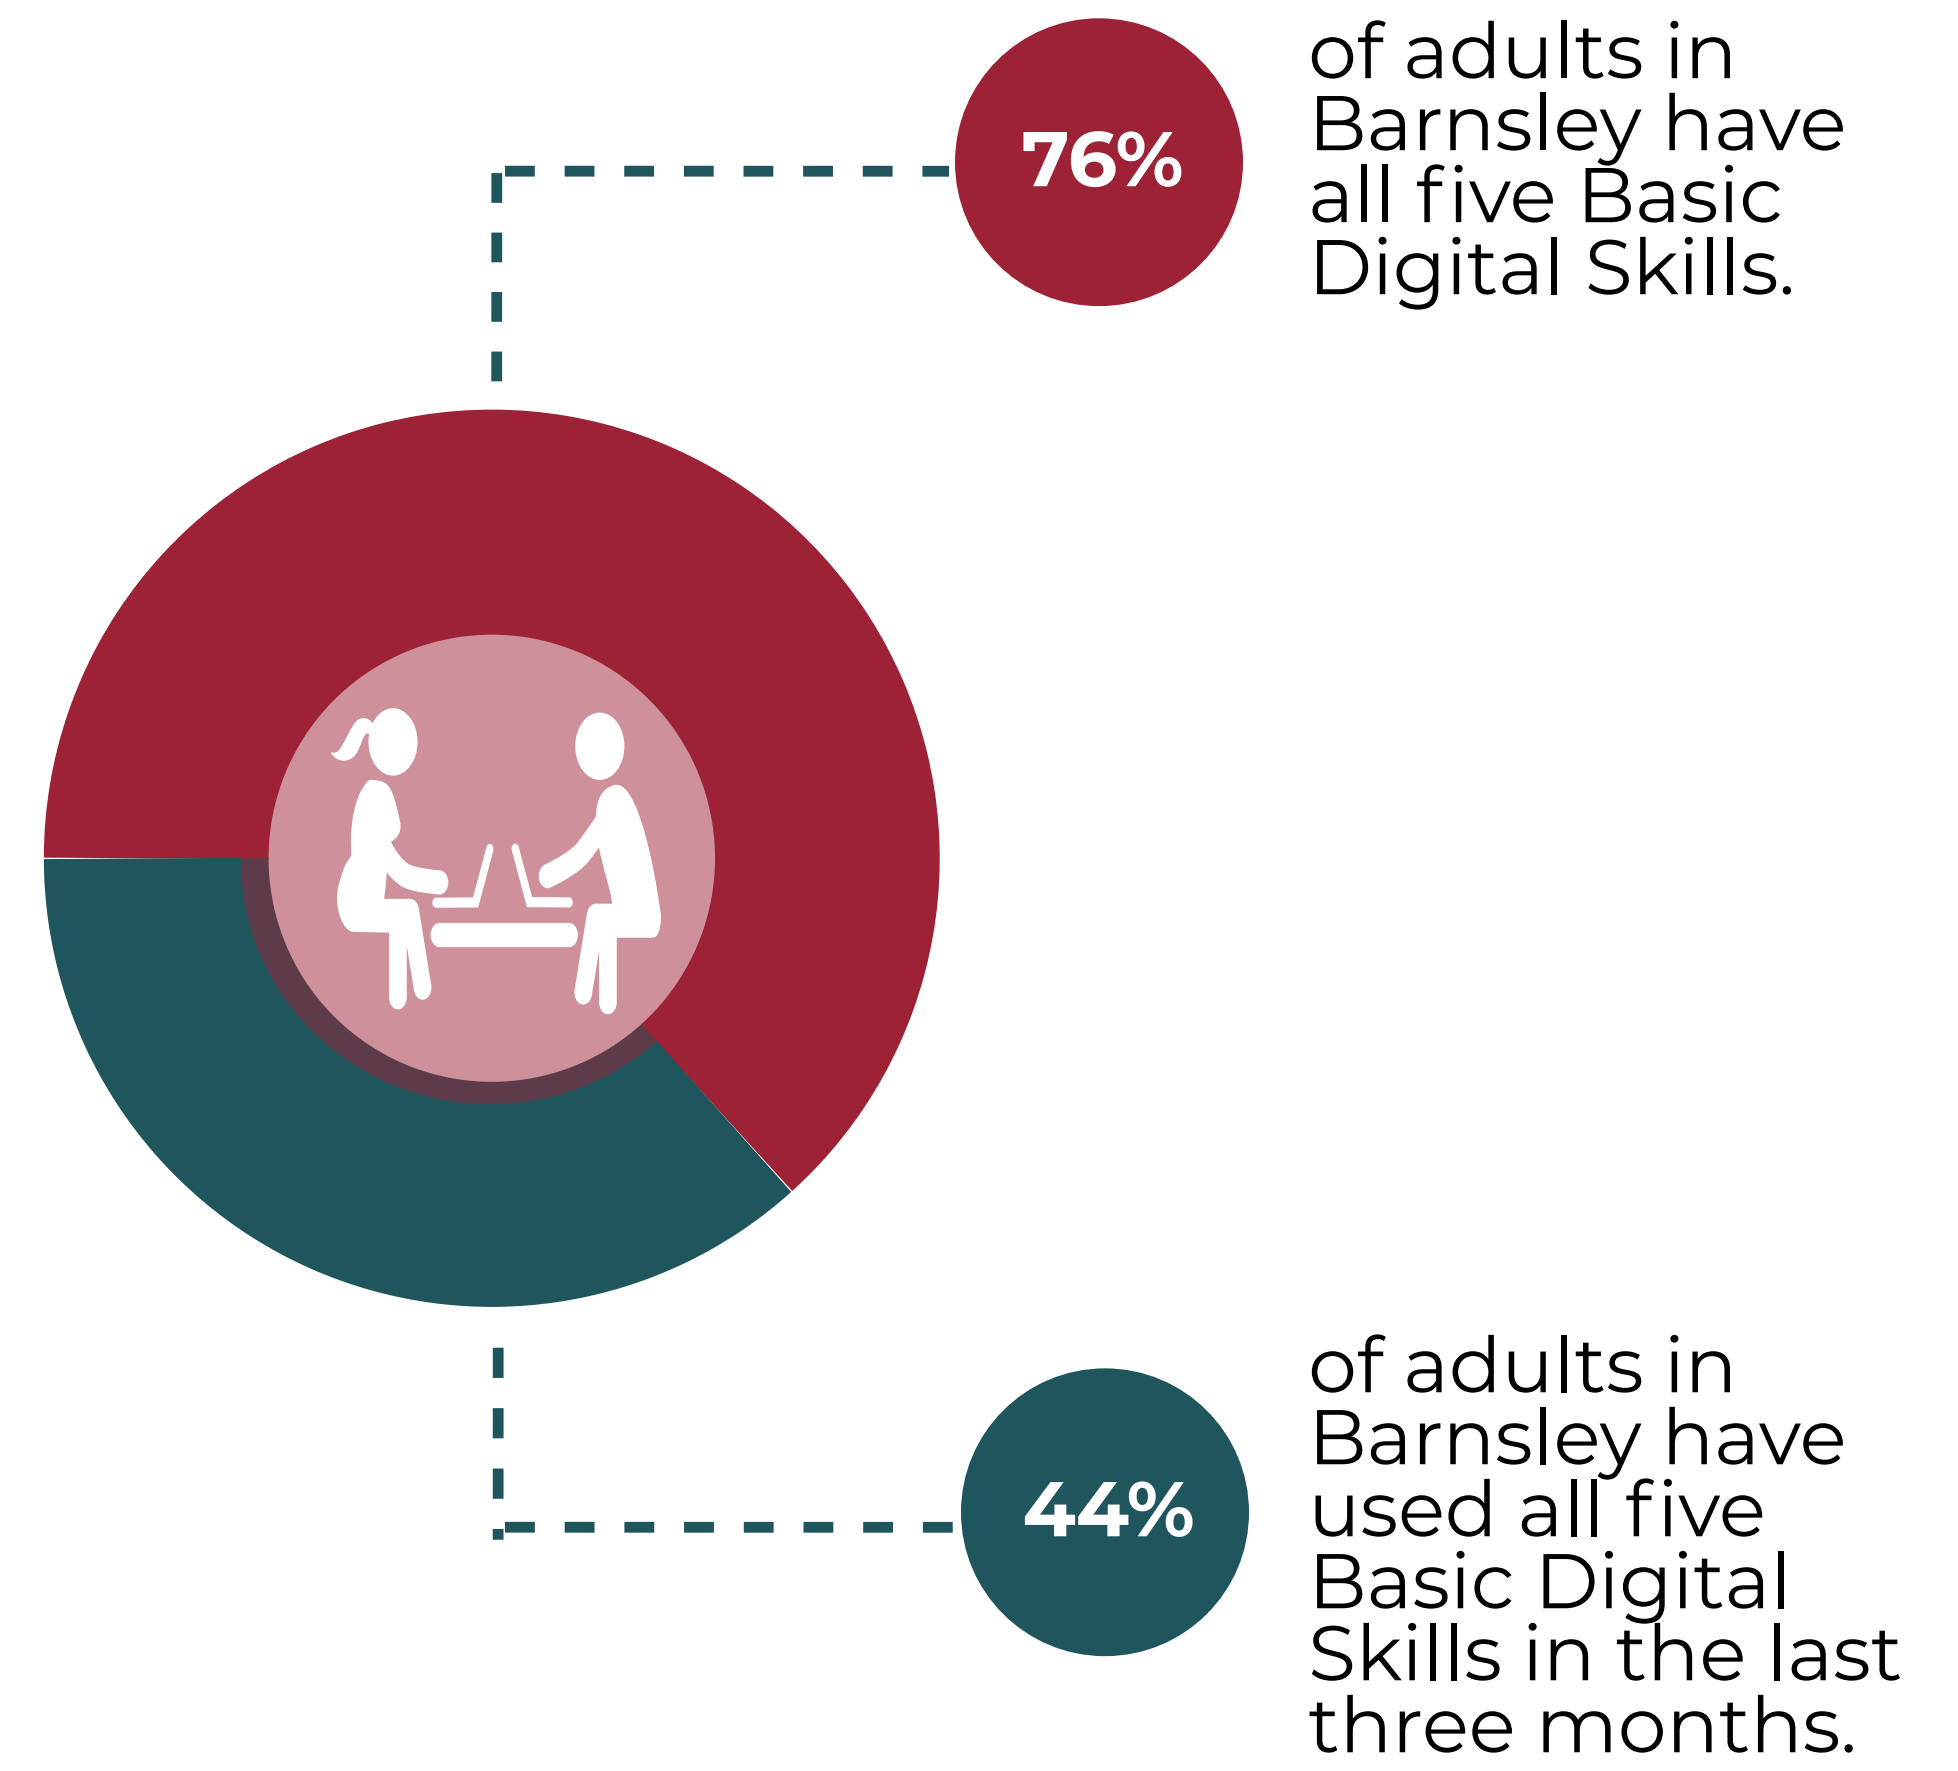 76%
of adults in
Barnsley have
all five Basic
Digital Skills.
44%
of adults in
Barnsley have
used all five
Basic Digital
Skills in the last
three months.